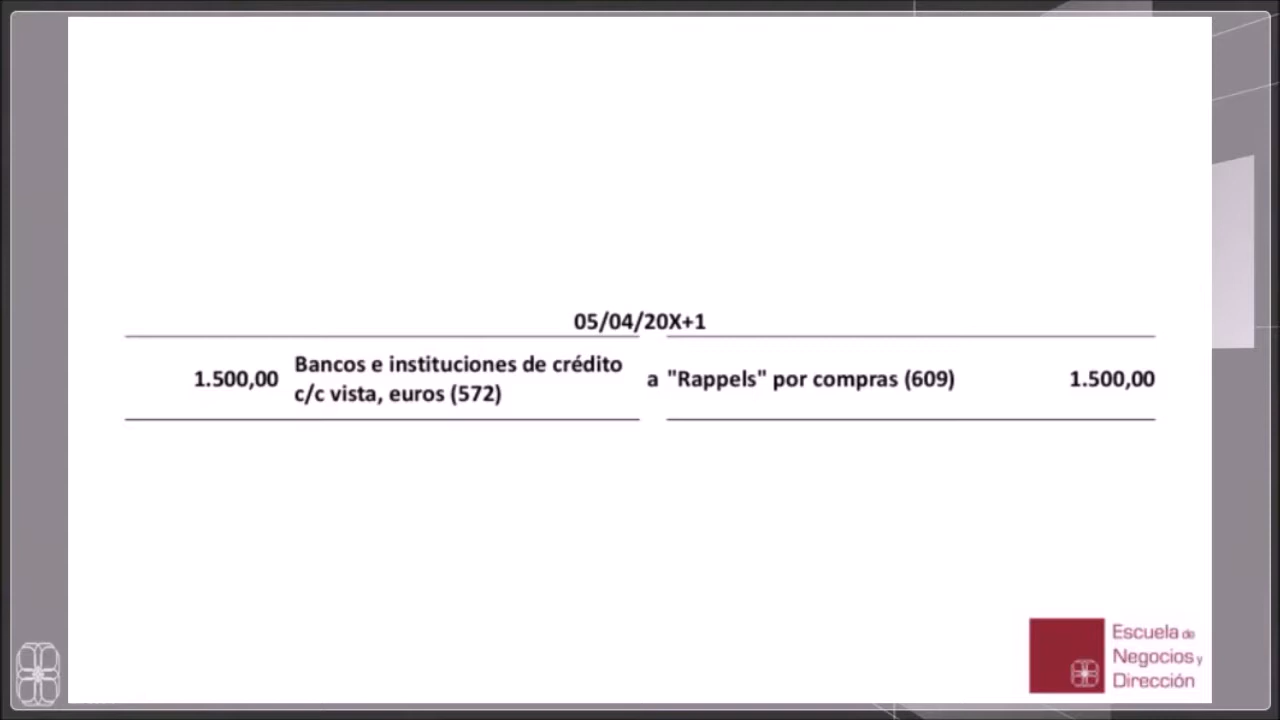 05/04/20X+1
1.500,00 Bancos e instituciones de crédito
c/c vista, euros (572) a "Rappels" por compras (609) 1.500,00
Escuela de
Negocios y
Dirección